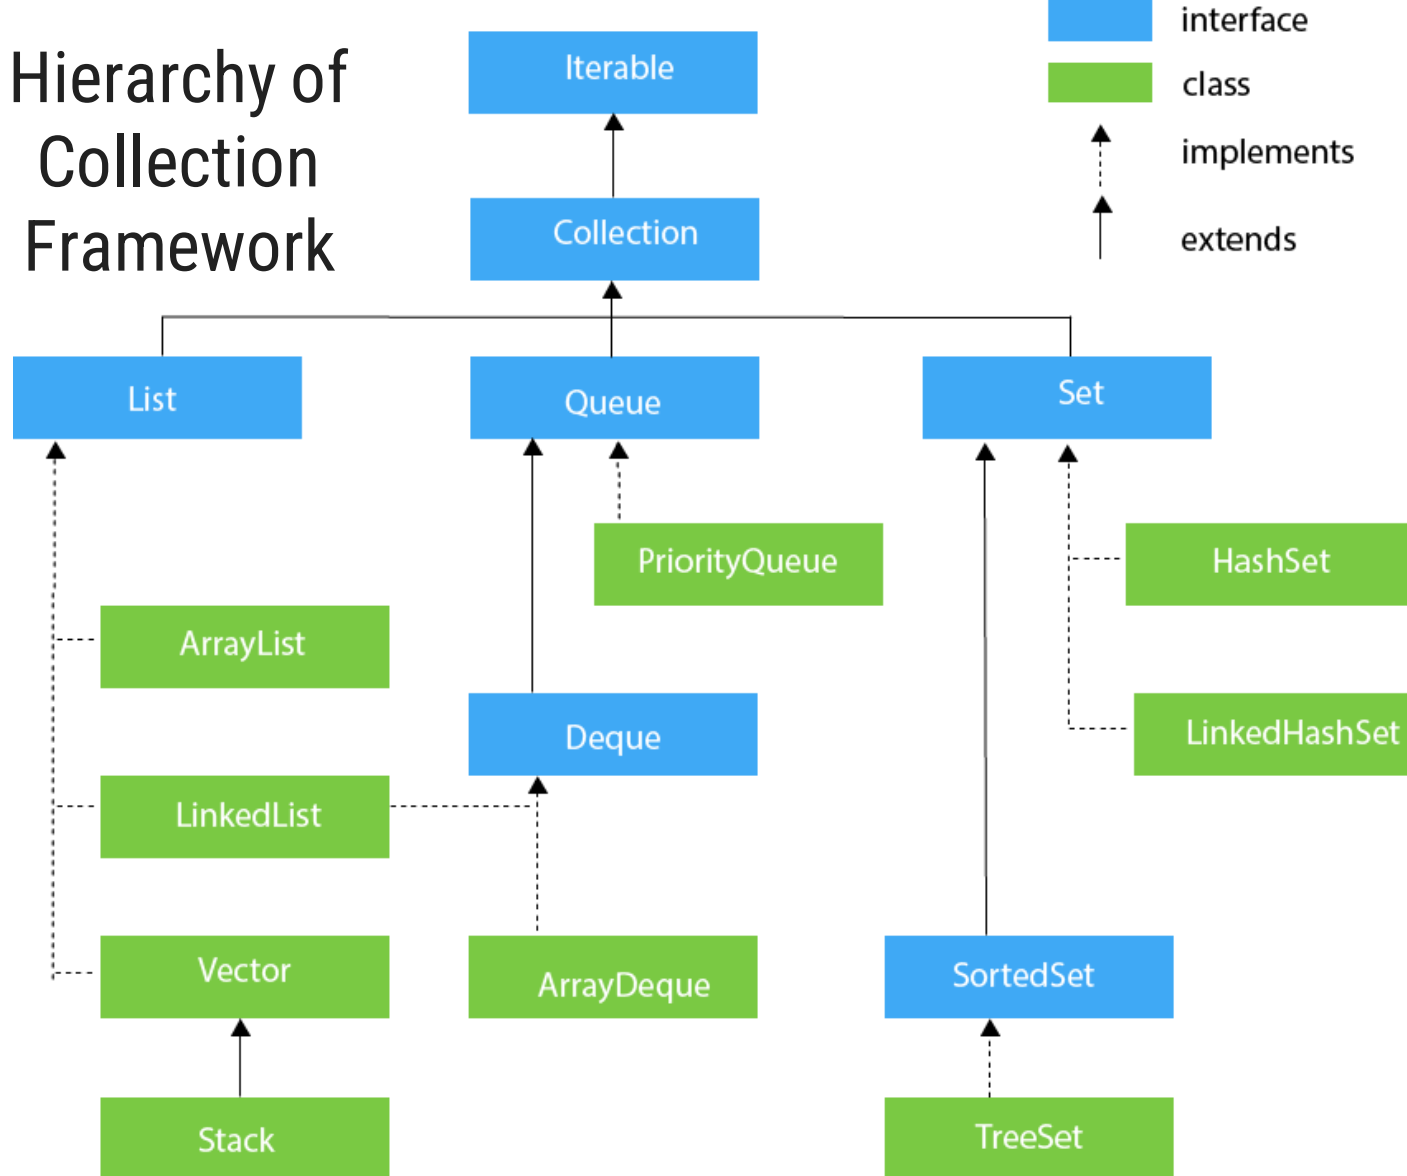 Hierarchy of
Collection
Framework
interface
class
implements
extends
Iterable
Collection
List
Queue
Set
PriorityQueue
HashSet
ArrayList
Deque
LinkedHashSet
LinkedList
Vector
ArrayDeque
SortedSet
Stack
TreeSet